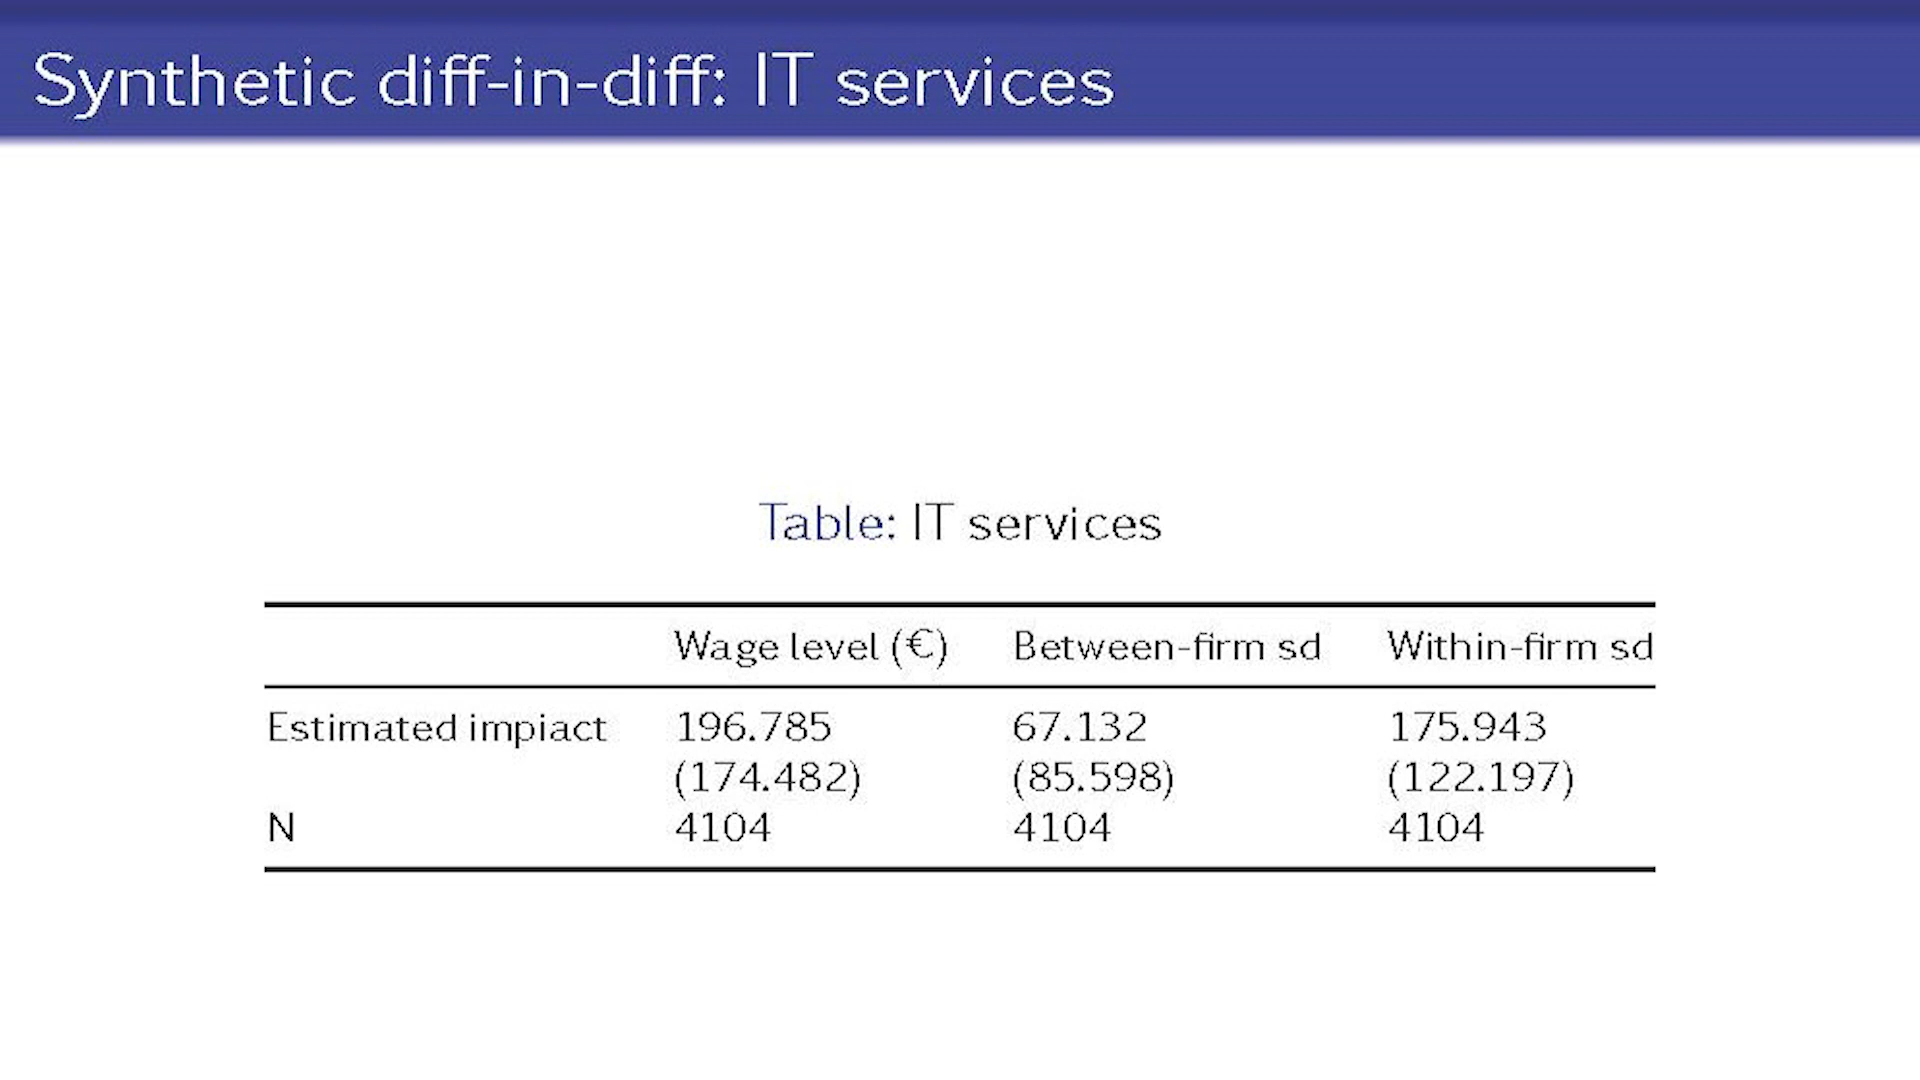 Synthetic diff-in-diff: IT services
Table: IT services
Wage level (€) Between-firm sd Within-firm sd
Estimated impiact 196.785 67.132 175.943
(174.482) (85.598) (122.197)
N 4104 4104 4104